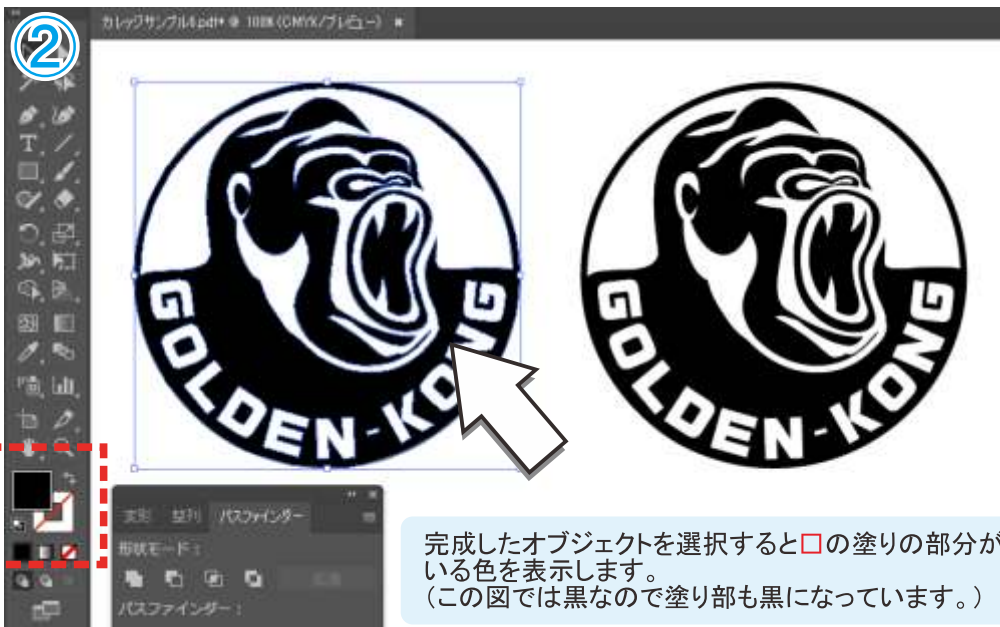 ②
カレッジサンプル8.pdf* @ 100% (CMYK/プレビュー) ×
GOLDEN-KONG
GOLDEN-KONG
変形 整列 パスファインダー
形状モード：
パスファインダー：
完成したオブジェクトを選択すると□の塗りの部分が
いる色を表示します。
（この図では黒なので塗り部も黒になっています。）